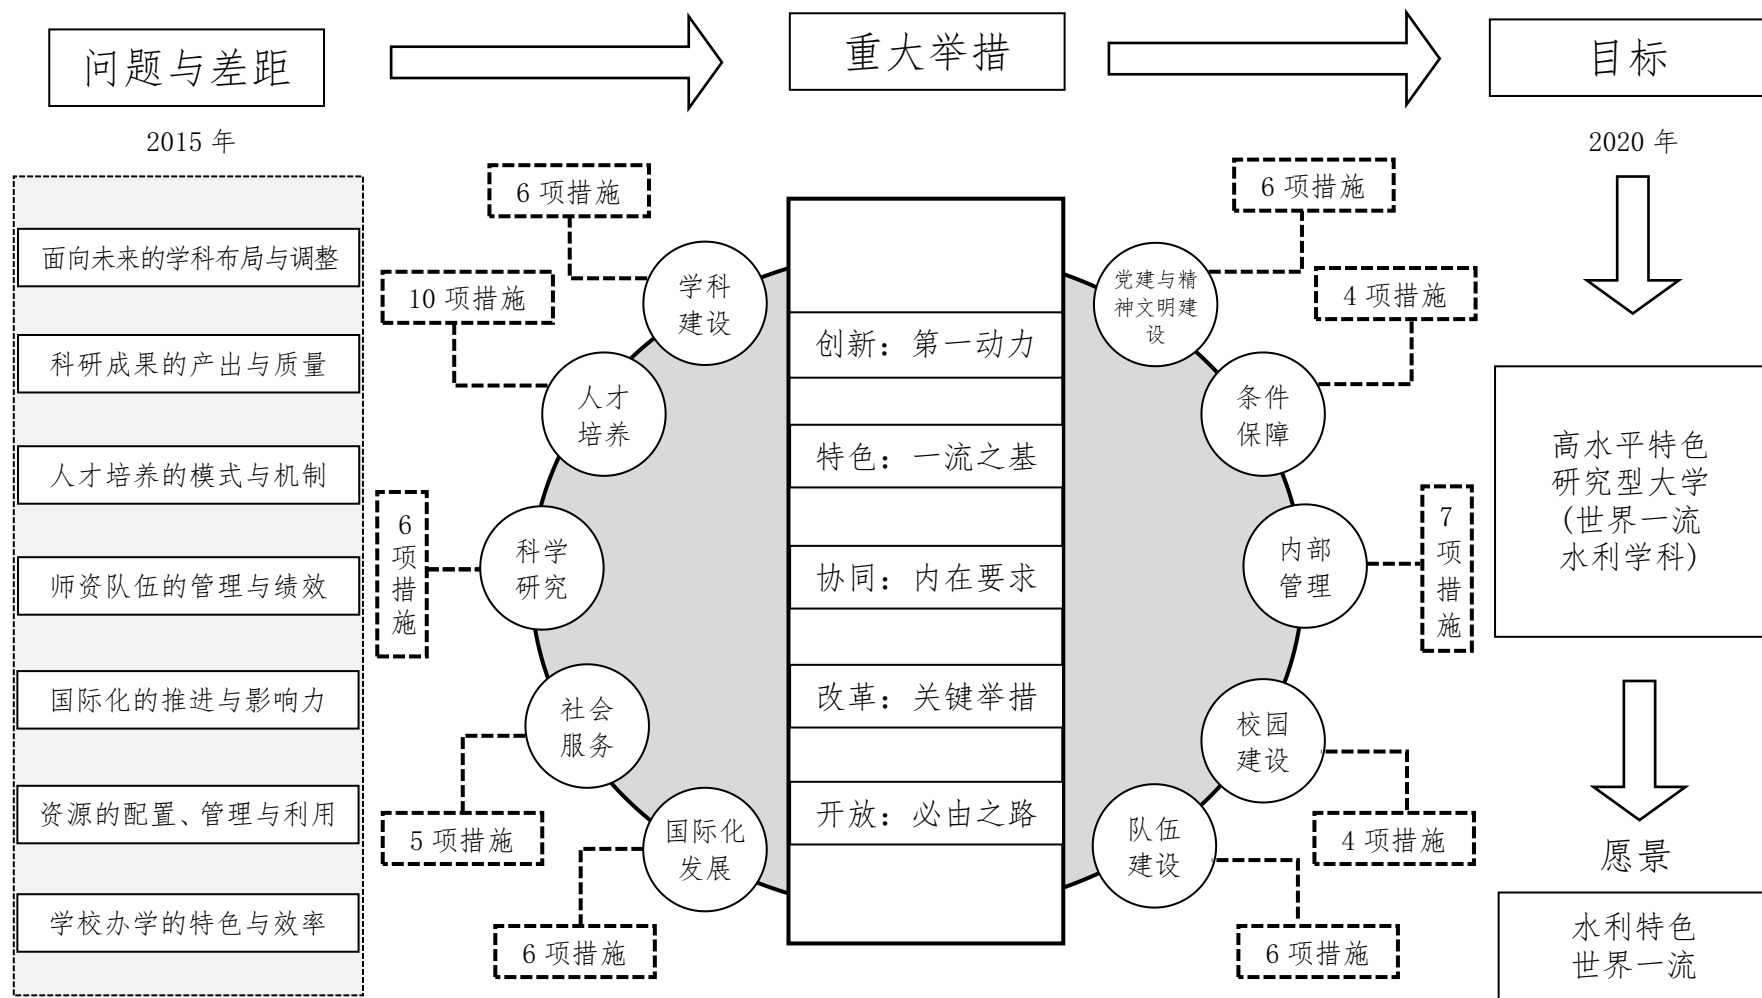 问题与差距
重大举措
目标
2015 年
2020 年
面向未来的学科布局与调整
科研成果的产出与质量
人才培养的模式与机制
师资队伍的管理与绩效
国际化的推进与影响力
资源的配置、管理与利用
学校办学的特色与效率
6 项措施
学科
建设
10 项措施
人才
培养
6
项
措
施
科学
研究
社会
服务
5 项措施
国际化
发展
6 项措施
创新：第一动力
特色：一流之基
协同：内在要求
改革：关键举措
开放：必由之路
6 项措施
党建与精
神文明建
设
4 项措施
条件
保障
内部
管理
7
项
措
施
校园
建设
4 项措施
队伍
建设
6 项措施
高水平特色
研究型大学
(世界一流
水利学科)
愿景
水利特色
世界一流